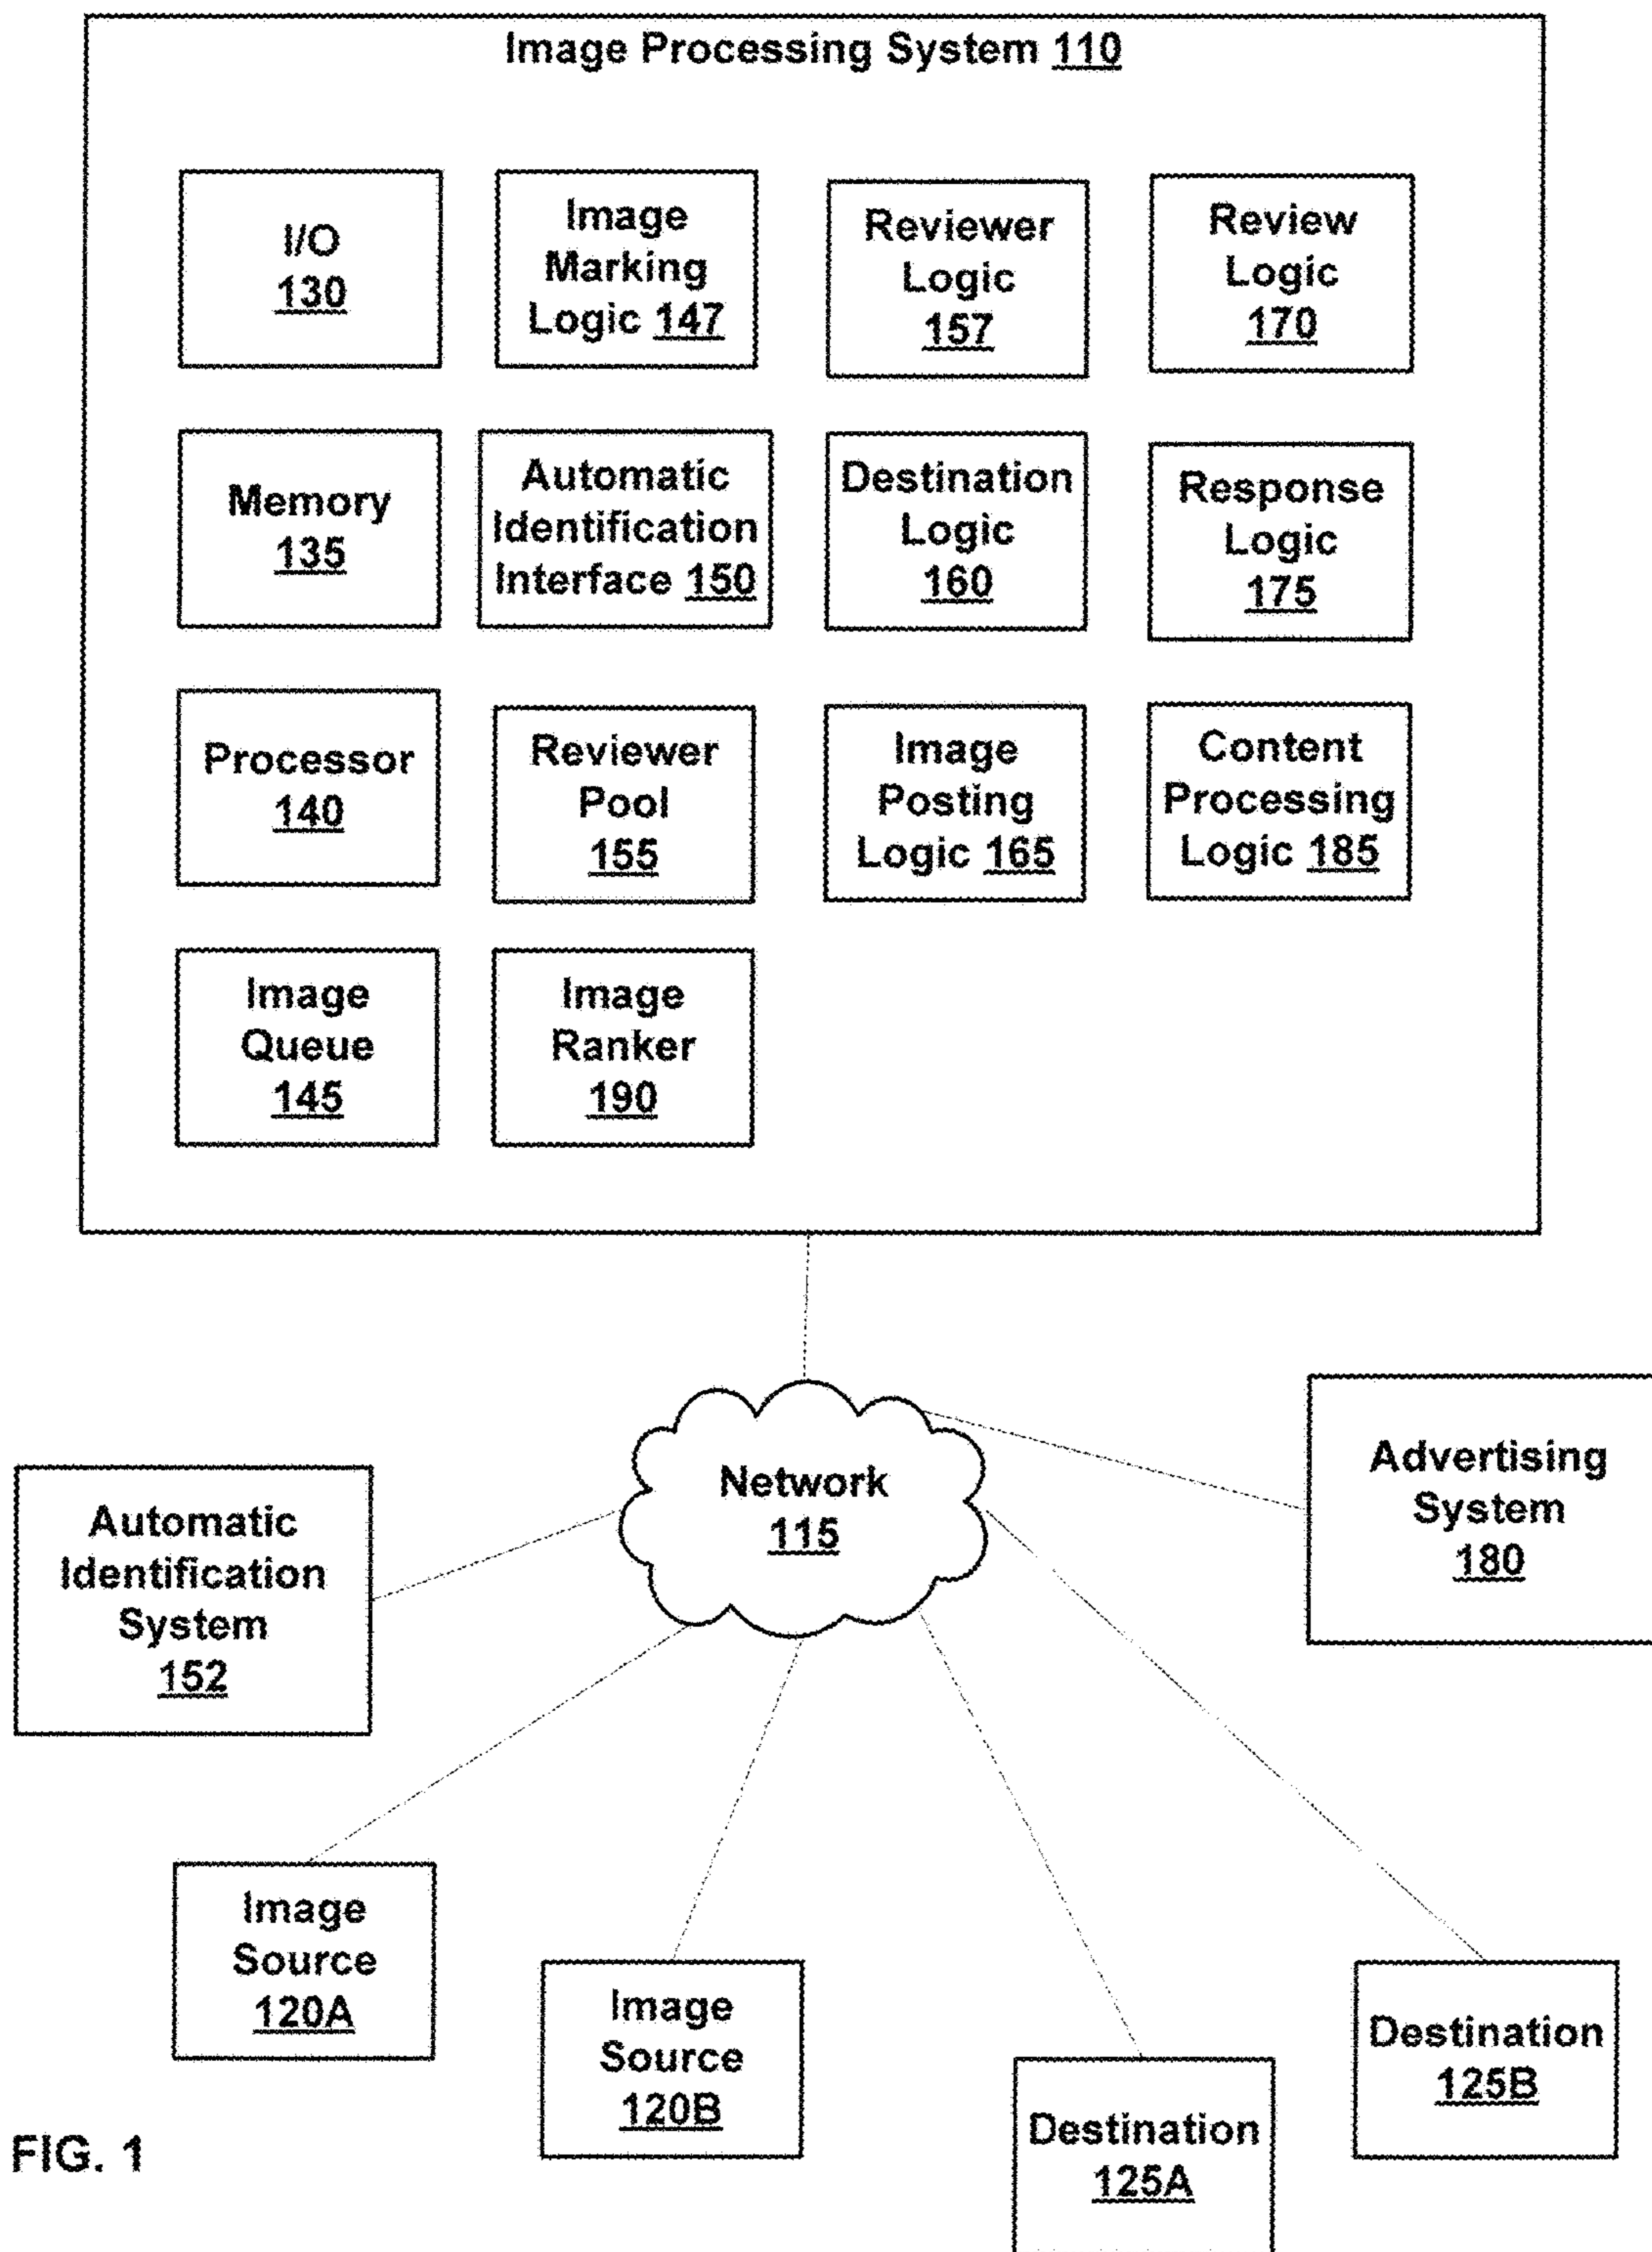 Image Processing System 110
I/O
130
Image
Marking
Logic 147
Reviewer
Logic
157
Review
Logic
170
Memory
135
Automatic
Identification
Interface 150
Destination
Logic
160
Response
Logic
175
Processor
140
Reviewer
Pool
155
Image
Posting
Logic 165
Content
Processing
Logic 185
Image
Queue
145
Image
Ranker
190
Network
115
Advertising
System
180
Automatic
Identification
System
152
Image
Source
120A
Image
Source
120B
Destination
125A
Destination
125B
FIG. 1